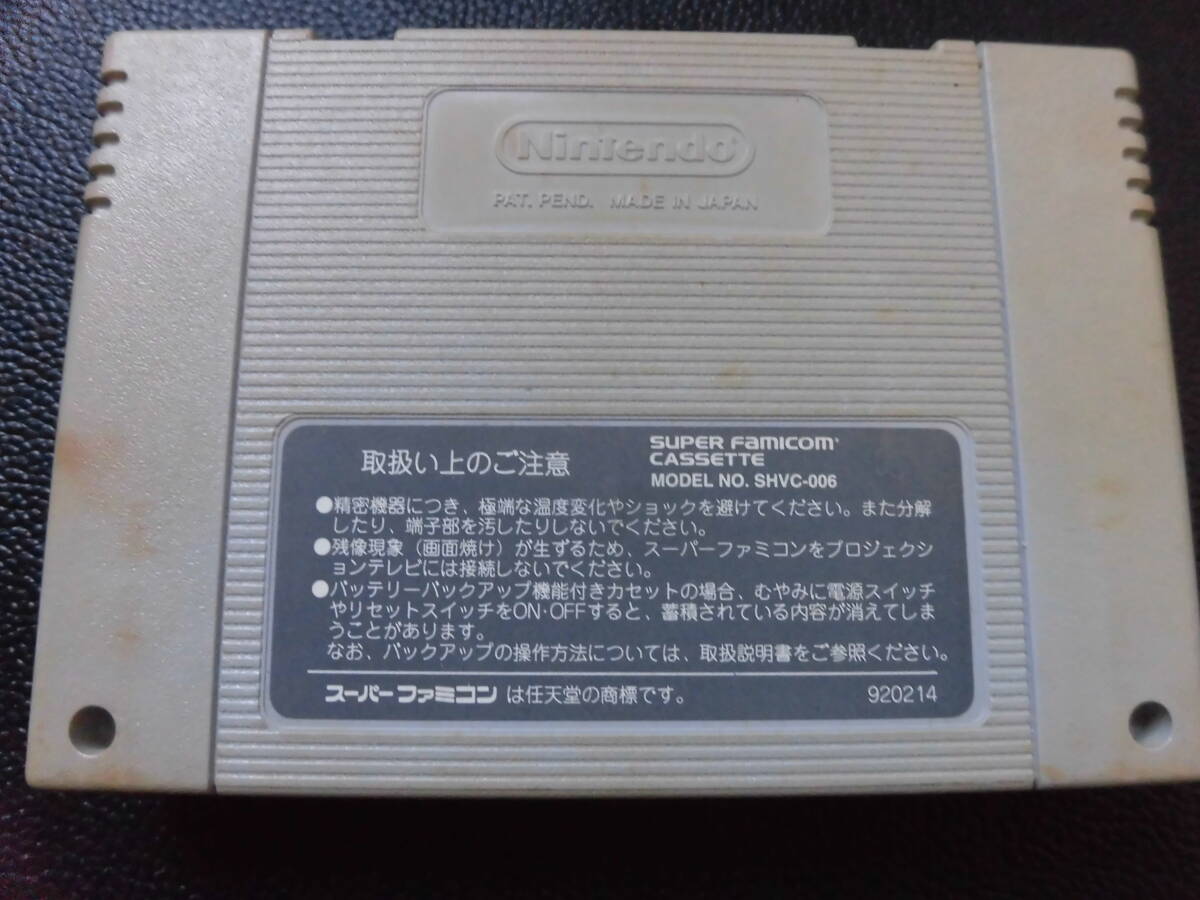 Nintendo
PAT. PEND. MADE IN JAPAN
取扱い上のご注意
SUPER FAMICOM
CASSETTE
MODEL NO. SHVC-006
●精密機器につき、極端な温度変化やショックを避けてください。また分解
したり、端子部を汚したりしないでください。
●残像現象（画面焼け）が生ずるため、スーパーファミコンをプロジェクシ
ョンテレビには接続しないでください。
●バッテリーバックアップ機能付きカセットの場合、むやみに電源スイッチ
やリセットスイッチをON・OFFすると、蓄積されている内容が消えてしま
うことがあります。
なお、バックアップの操作方法については、取扱説明書をご参照ください。
スーパーファミコン は任天堂の商標です。
920214